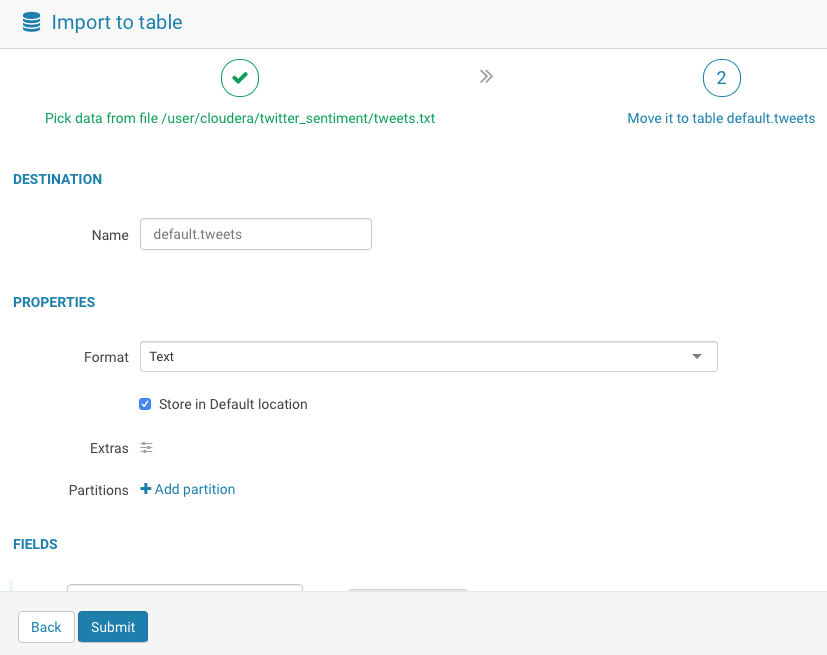 Import to table
2
Pick data from file /user/cloudera/twitter_sentiment/tweets.txt
Move it to table default.tweets
DESTINATION
Name default.tweets
PROPERTIES
Format Text
Store in Default location
Extras
Partitions Add partition
FIELDS
Back Submit